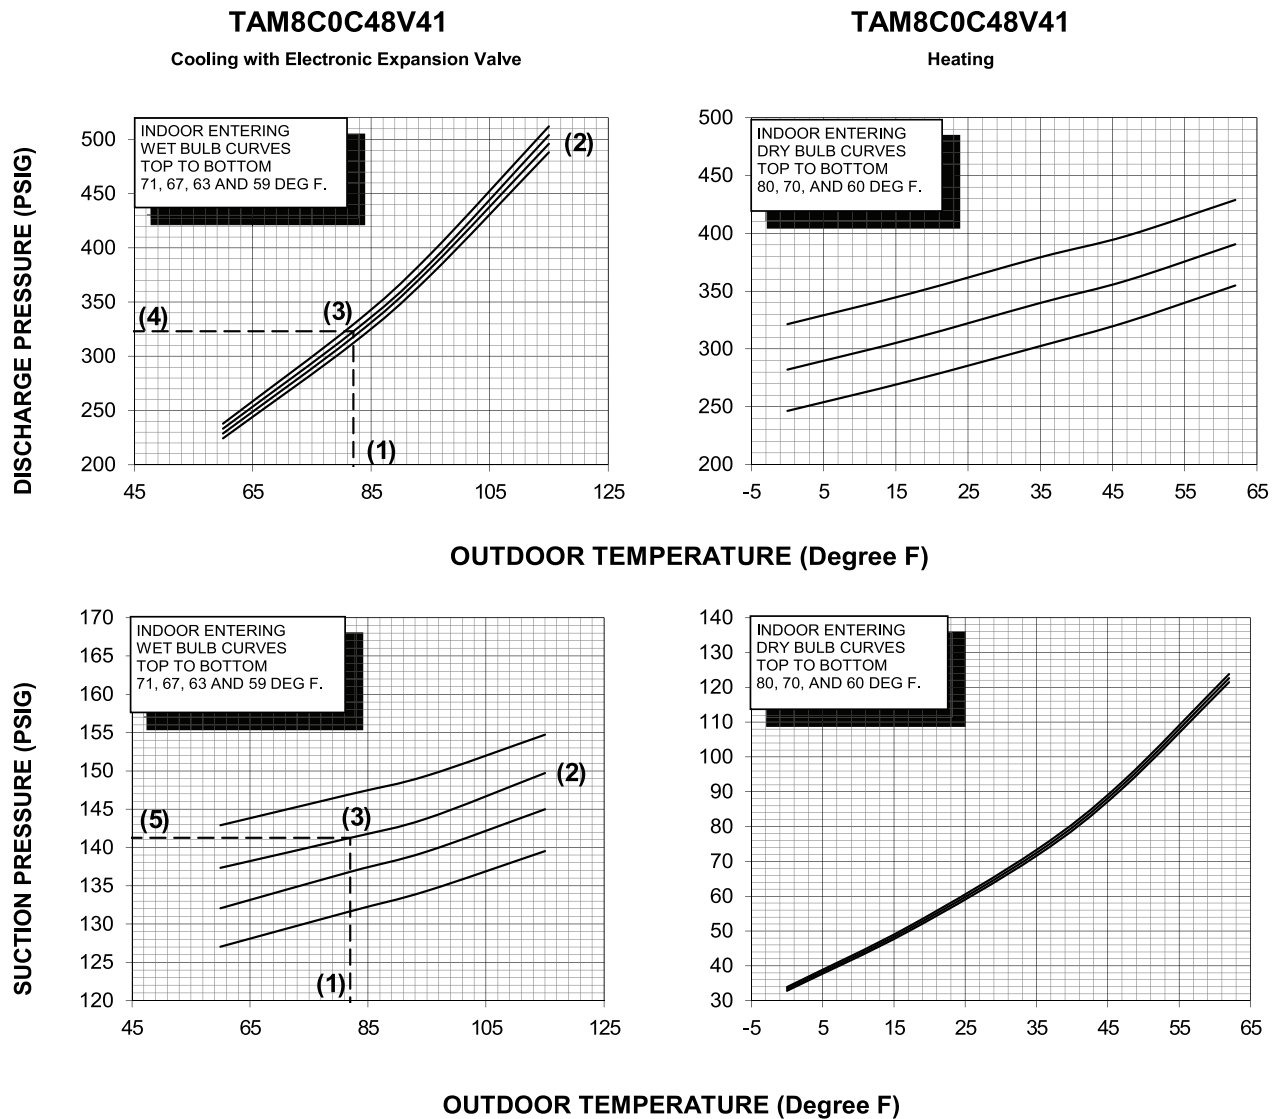 TAM8C0C48V41
Cooling with Electronic Expansion Valve
TAM8C0C48V41
Heating
DISCHARGE PRESSURE (PSIG)
INDOOR ENTERING
WET BULB CURVES
TOP TO BOTTOM
71, 67, 63 AND 59 DEG F.
500
450
400
350
300
250
200
(2)
(3)
(4)
(1)
45 65 85 105 125
INDOOR ENTERING
DRY BULB CURVES
TOP TO BOTTOM
80, 70, AND 60 DEG F.
500
450
400
350
300
250
200
-5 5 15 25 35 45 55 65
OUTDOOR TEMPERATURE (Degree F)
SUCTION PRESSURE (PSIG)
INDOOR ENTERING
WET BULB CURVES
TOP TO BOTTOM
71, 67, 63 AND 59 DEG F.
170
165
160
155
150
145
140
135
130
125
120
(2)
(5)
(3)
(1)
45 65 85 105 125
INDOOR ENTERING
DRY BULB CURVES
TOP TO BOTTOM
80, 70, AND 60 DEG F.
140
130
120
110
100
90
80
70
60
50
40
30
-5 5 15 25 35 45 55 65
OUTDOOR TEMPERATURE (Degree F)